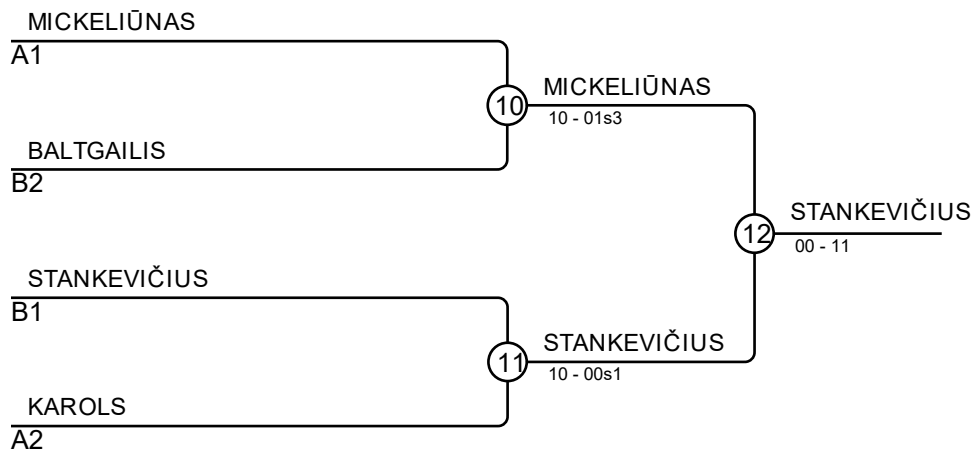 MICKELIŪNAS
A1
10
MICKELIŪNAS
10 - 01s3
BALTGAILIS
B2
12
STANKEVIČIUS
00 - 11
STANKEVIČIUS
B1
11
STANKEVIČIUS
10 - 00s1
KAROLS
A2